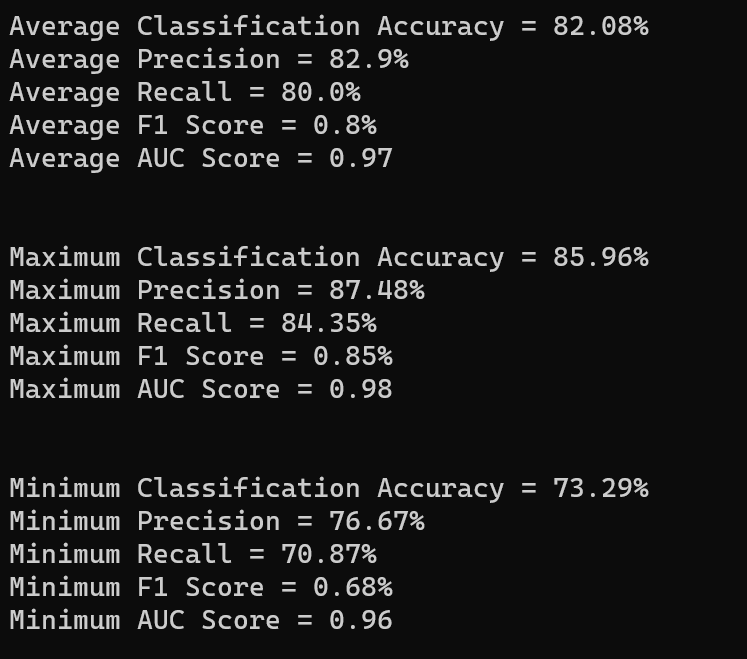 Average Classification Accuracy = 82.08%
Average Precision = 82.9%
Average Recall = 80.0%
Average F1 Score = 0.8%
Average AUC Score = 0.97
Maximum Classification Accuracy = 85.96%
Maximum Precision = 87.48%
Maximum Recall = 84.35%
Maximum F1 Score = 0.85%
Maximum AUC Score = 0.98
Minimum Classification Accuracy = 73.29%
Minimum Precision = 76.67%
Minimum Recall = 70.87%
Minimum F1 Score = 0.68%
Minimum AUC Score = 0.96